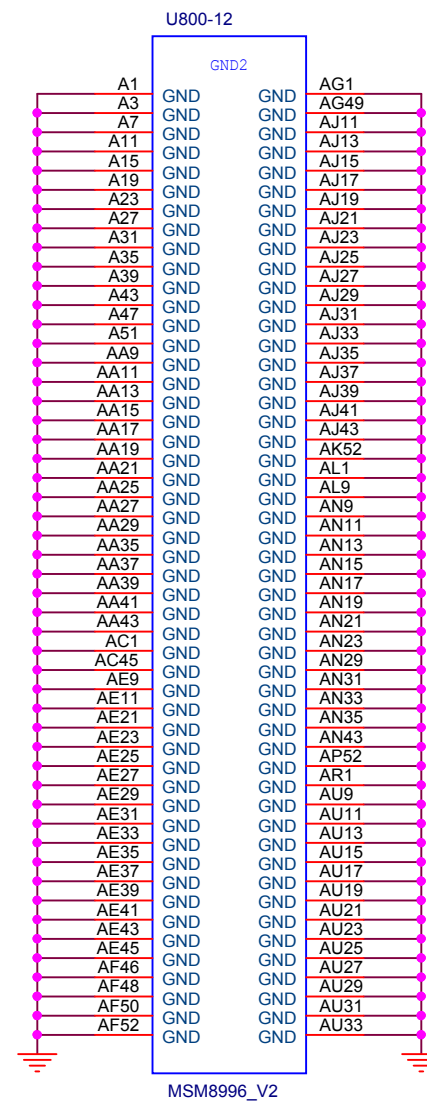 U800-12
GND2
A1 GND GND AG1
A3 GND GND AG49
A7 GND GND AJ11
A11 GND GND AJ13
A15 GND GND AJ15
A19 GND GND AJ17
A23 GND GND AJ19
A27 GND GND AJ21
A31 GND GND AJ23
A35 GND GND AJ25
A39 GND GND AJ27
A43 GND GND AJ29
A47 GND GND AJ31
A51 GND GND AJ33
AA9 GND GND AJ35
AA11 GND GND AJ37
AA13 GND GND AJ39
AA15 GND GND AJ41
AA17 GND GND AJ43
AA19 GND GND AK52
AA21 GND GND AL1
AA25 GND GND AL9
AA27 GND GND AN9
AA29 GND GND AN11
AA35 GND GND AN13
AA37 GND GND AN15
AA39 GND GND AN17
AA41 GND GND AN19
AA43 GND GND AN21
AC1 GND GND AN23
AC45 GND GND AN29
AE9 GND GND AN31
AE11 GND GND AN33
AE21 GND GND AN35
AE23 GND GND AN43
AE25 GND GND AP52
AE27 GND GND AR1
AE29 GND GND AU9
AE31 GND GND AU11
AE33 GND GND AU13
AE35 GND GND AU15
AE37 GND GND AU17
AE39 GND GND AU19
AE41 GND GND AU21
AE43 GND GND AU23
AE45 GND GND AU25
AF46 GND GND AU27
AF48 GND GND AU29
AF50 GND GND AU31
AF52 GND GND AU33
MSM8996_V2